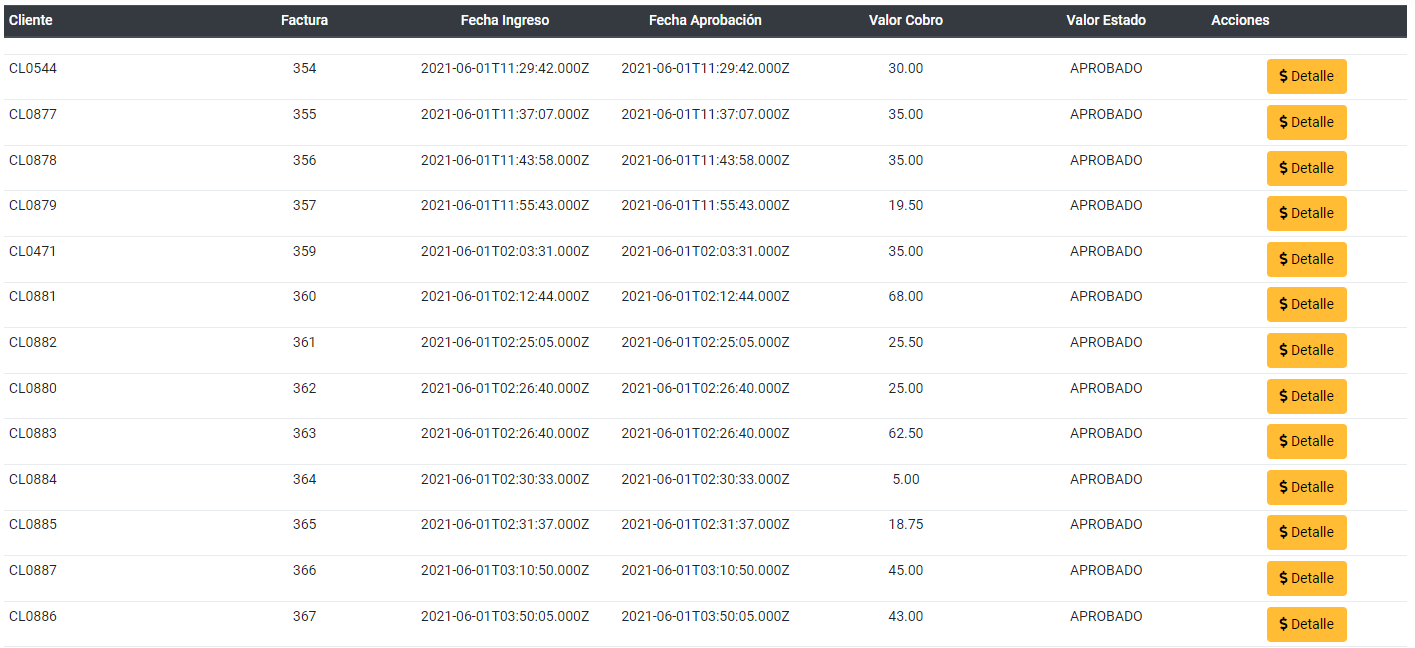 Cliente Factura Fecha Ingreso Fecha Aprobación Valor Cobro Valor Estado Acciones
CL0544 354 2021-06-01T11:29:42.000Z 2021-06-01T11:29:42.000Z 30.00 APROBADO $ Detalle
CL0877 355 2021-06-01T11:37:07.000Z 2021-06-01T11:37:07.000Z 35.00 APROBADO $ Detalle
CL0878 356 2021-06-01T11:43:58.000Z 2021-06-01T11:43:58.000Z 35.00 APROBADO $ Detalle
CL0879 357 2021-06-01T11:55:43.000Z 2021-06-01T11:55:43.000Z 19.50 APROBADO $ Detalle
CL0471 359 2021-06-01T02:03:31.000Z 2021-06-01T02:03:31.000Z 35.00 APROBADO $ Detalle
CL0881 360 2021-06-01T02:12:44.000Z 2021-06-01T02:12:44.000Z 68.00 APROBADO $ Detalle
CL0882 361 2021-06-01T02:25:05.000Z 2021-06-01T02:25:05.000Z 25.50 APROBADO $ Detalle
CL0880 362 2021-06-01T02:26:40.000Z 2021-06-01T02:26:40.000Z 25.00 APROBADO $ Detalle
CL0883 363 2021-06-01T02:26:40.000Z 2021-06-01T02:26:40.000Z 62.50 APROBADO $ Detalle
CL0884 364 2021-06-01T02:30:33.000Z 2021-06-01T02:30:33.000Z 5.00 APROBADO $ Detalle
CL0885 365 2021-06-01T02:31:37.000Z 2021-06-01T02:31:37.000Z 18.75 APROBADO $ Detalle
CL0887 366 2021-06-01T03:10:50.000Z 2021-06-01T03:10:50.000Z 45.00 APROBADO $ Detalle
CL0886 367 2021-06-01T03:50:05.000Z 2021-06-01T03:50:05.000Z 43.00 APROBADO $ Detalle